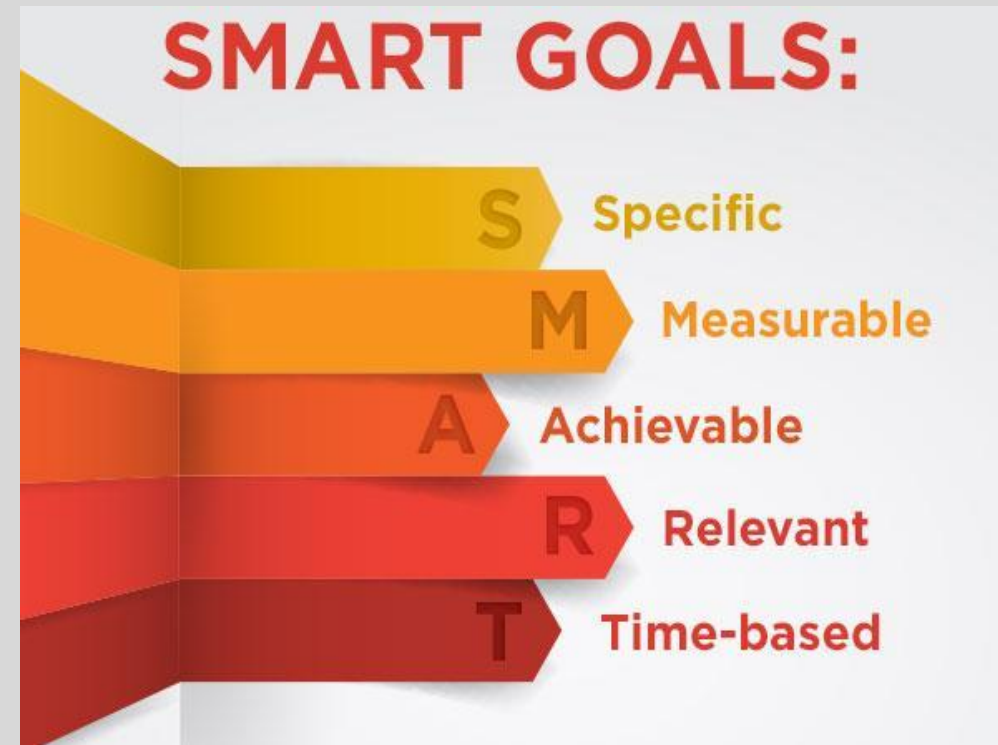 SMART GOALS:
S Specific
M Measurable
A Achievable
R Relevant
T Time-based